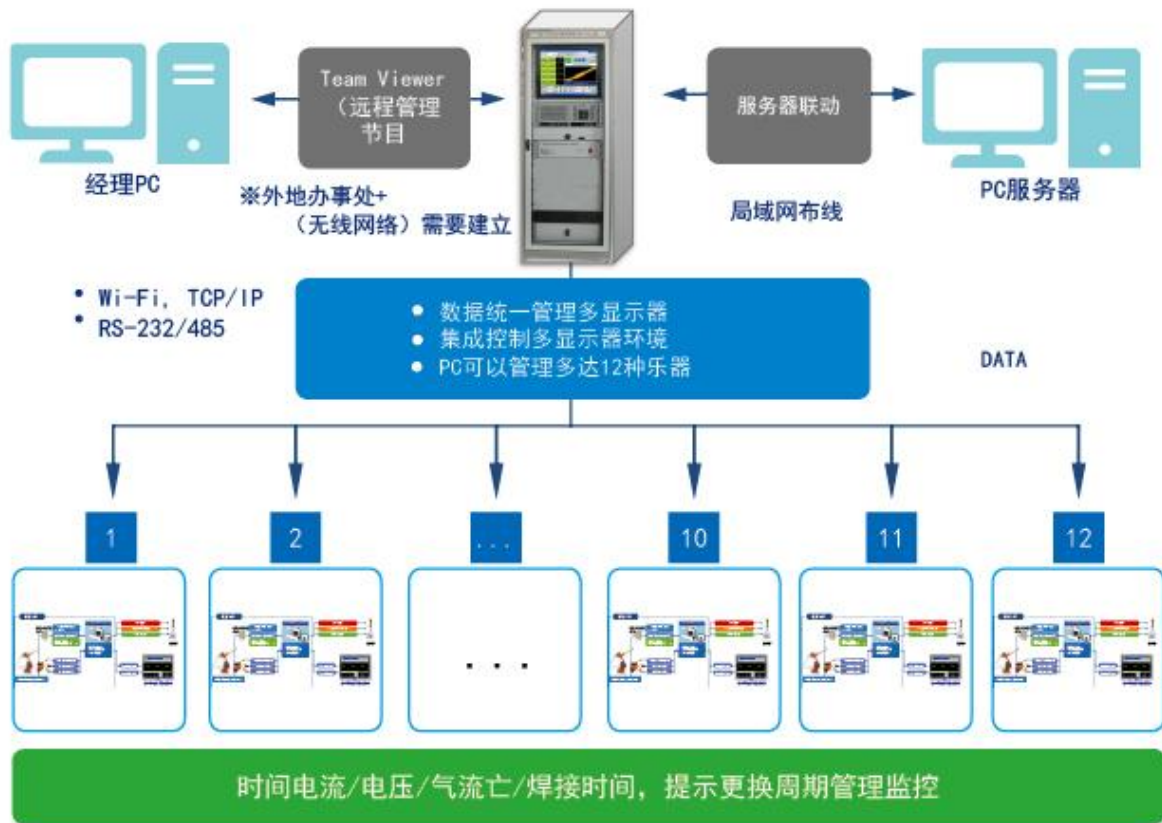 Team Viewer
（远程管理
节目
服务器联动
经理PC
※外地办事处+
（无线网络）需要建立
局域网布线
PC服务器
• Wi-Fi, TCP/IP
• RS-232/485
● 数据统一管理多显示器
● 集成控制多显示器环境
● PC可以管理多达12种乐器
DATA
1
2
...
10
11
12
...
时间电流/电压/气流亡/焊接时间，提示更换周期管理监控